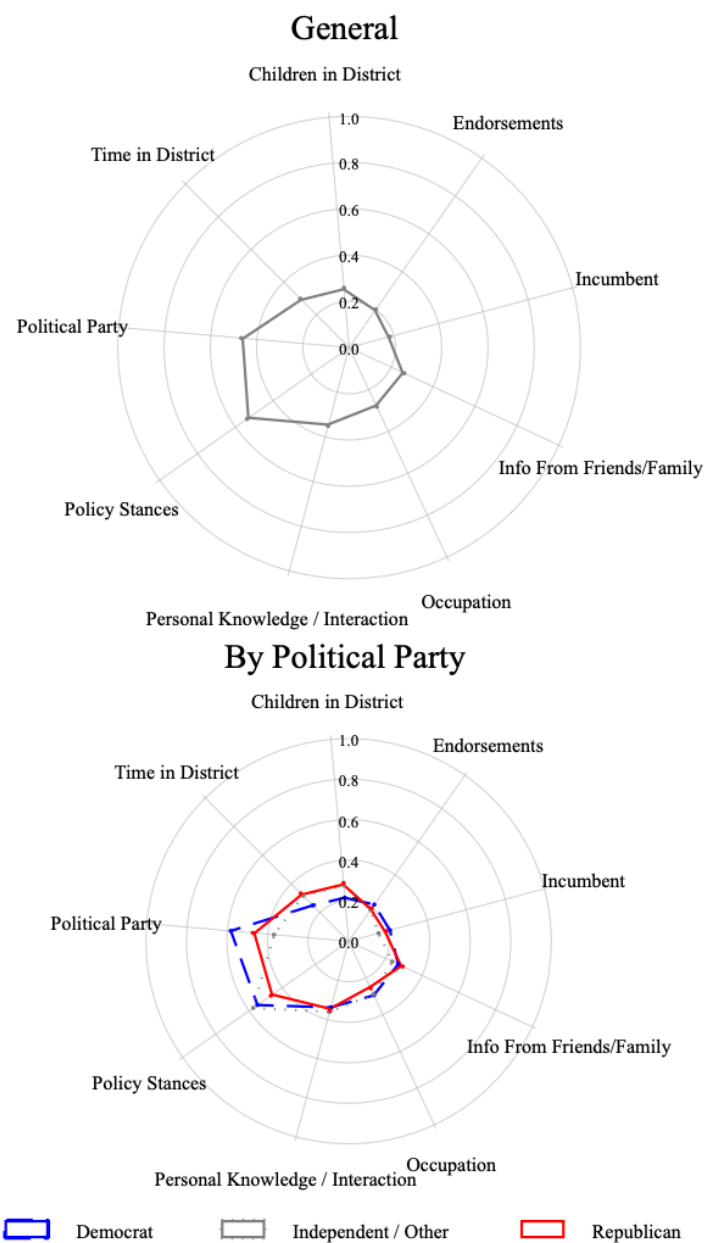 General
Children in District
1.0
Endorsements
Time in District
0.8
0.6
0.4
Incumbent
0.2
Political Party
0.0
Info From Friends/Family
Policy Stances
Occupation
Personal Knowledge / Interaction
By Political Party
Children in District
1.0
Endorsements
Time in District
0.8
0.6
0.4
Incumbent
0.2
Political Party
0.0
Info From Friends/Family
Policy Stances
Occupation
Personal Knowledge / Interaction
Democrat Independent / Other Republican